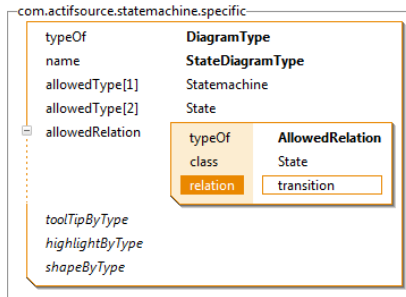 com.actifsource.statemachine.specific
typeOf DiagramType
name StateDiagramType
allowedType[1] Statemachine
allowedType[2] State
allowedRelation
typeOf AllowedRelation
class State
relation transition
toolTipByType
highlightByType
shapeByType